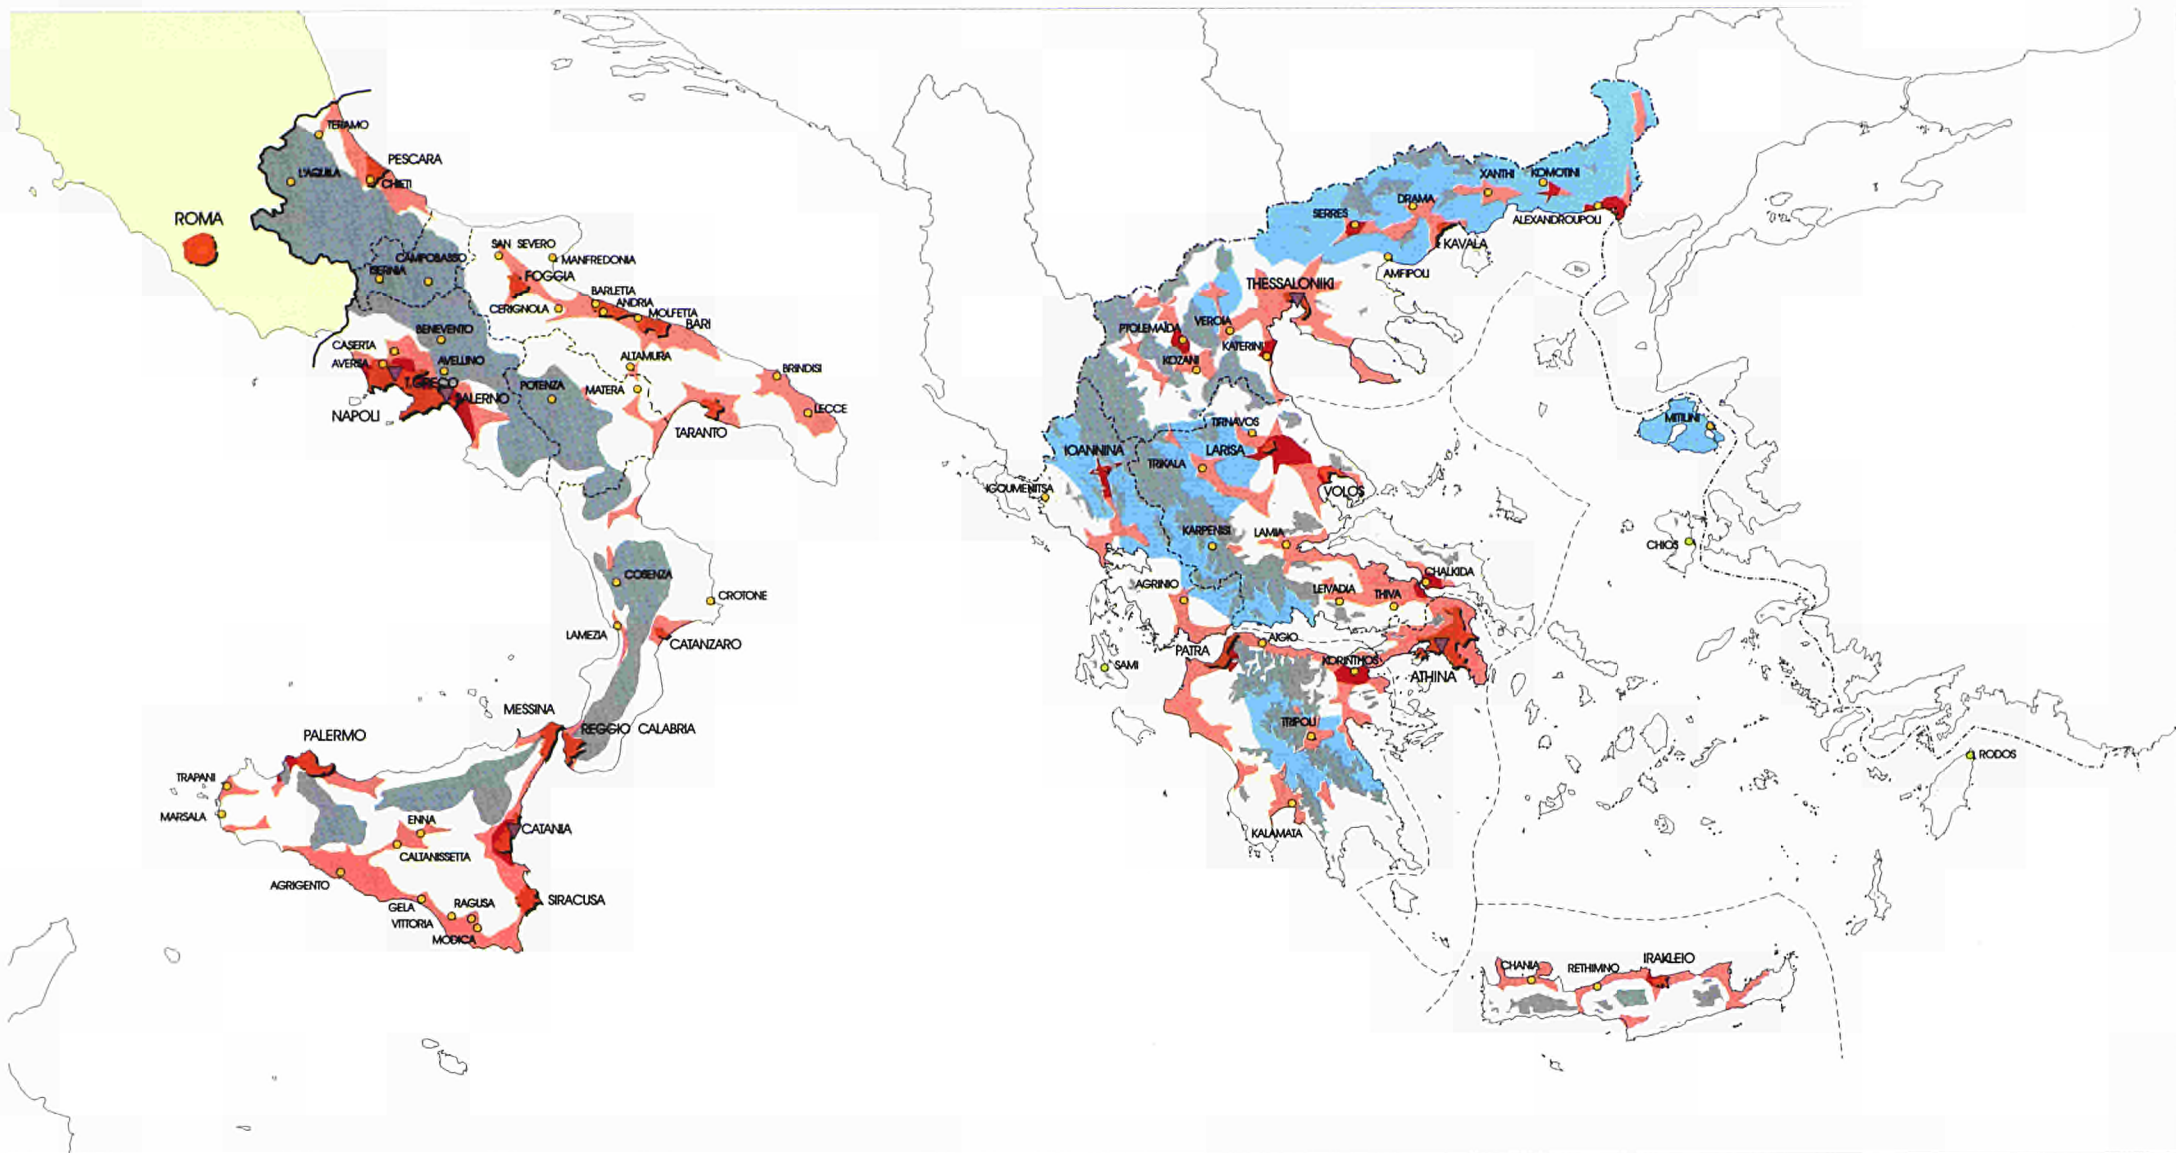 TERAMO
PESCARA
CHIETI
L'AQUILA
ROMA
SAN SEVERO
MANFREDONIA
CAMPOBASSO
ISERNIA
FOGGIA
BARLETTA
ANDRIA
CERIGNOLA
MOLFETTA
BARI
BENEVENTO
CASERTA
AVERSA
AVELLINO
ALTAMURA
BRINDISI
T.GRECO
POTENZA
MATERA
SALERNO
NAPOLI
LECCE
TARANTO
COSENZA
CROTONE
LAMEZIA
CATANZARO
MESSINA
REGGIO CALABRIA
PALERMO
TRAPANI
MARSALA
ENNA
CATANIA
CALTANISSETTA
AGRIGENTO
GELA
RAGUSA
SIRACUSA
VITTORIA
MODICA
XANTHI
KOMOTINI
DRAMA
SERRES
ALEXANDROUPOLI
KAVALA
AMFIPOLI
THESSALONIKI
PTOLEMAÏDA
VEROIA
KATERINI
KOZANI
MITILINI
TIRNAVOS
IOANNINA
LARISA
TRIKALA
IGOUMENITSA
VOLOS
KARPENISI
LAMIA
CHIOS
CHALKIDA
AGRINIO
LEIVADIA
THIVA
AIGIO
PATRA
KORINTHOS
SAMI
ATHINA
TRIPOLI
RODOS
KALAMATA
CHANIA
RETHIMNO
IRAKLEIO